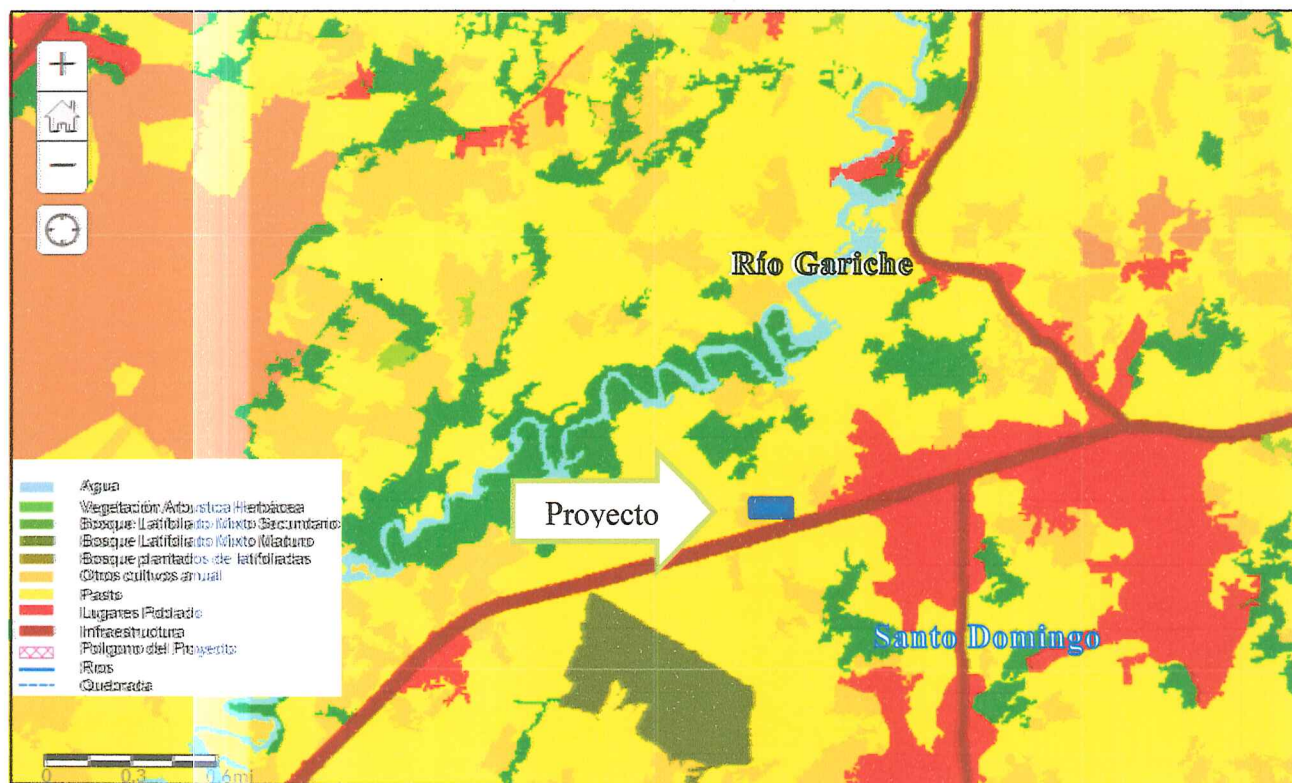 +
−
Río Gariche
Proyecto
Santo Domingo
Agua
Vegetación Arbustica Herbácea
Bosque Latifoliado Mixto Secundario
Bosque Latifoliado Mixto Maduro
Bosque plantados de latifoliadas
Otros cultivos anual
Pasto
Lugares Poblado
Infraestructura
Polígono del Proyecto
Rios
Quebrada
0 0.3 0.6mi